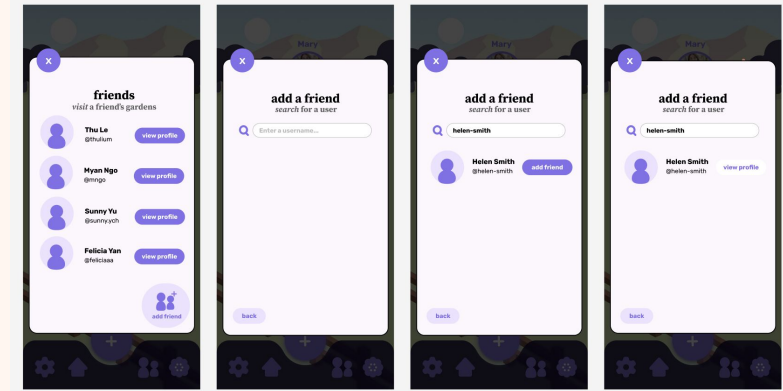 x
friends
visit a friend's gardens
Thu Le
@thulium
view profile
Myan Ngo
@mngo
view profile
Sunny Yu
@sunny.ych
view profile
Felicia Yan
@feliciaaa
view profile
add friend
Mary
x
add a friend
search for a user
Enter a username...
back
Mary
x
add a friend
search for a user
helen-smith
Helen Smith
@helen-smith
add friend
back
Mary
x
add a friend
search for a user
helen-smith
Helen Smith
@helen-smith
view profile
back